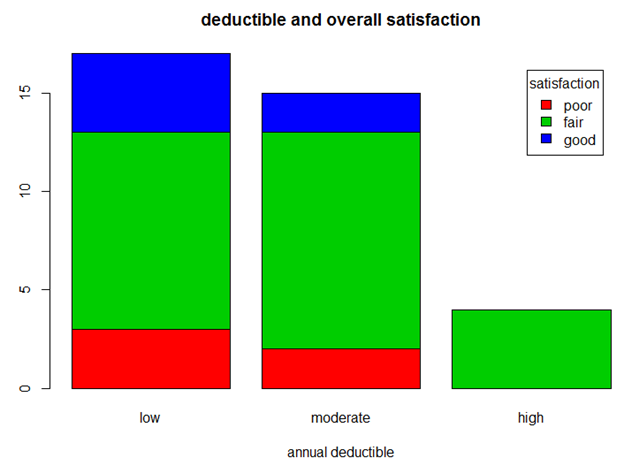 deductible and overall satisfaction
15
10
5
0
satisfaction
poor
fair
good
low moderate high
annual deductible